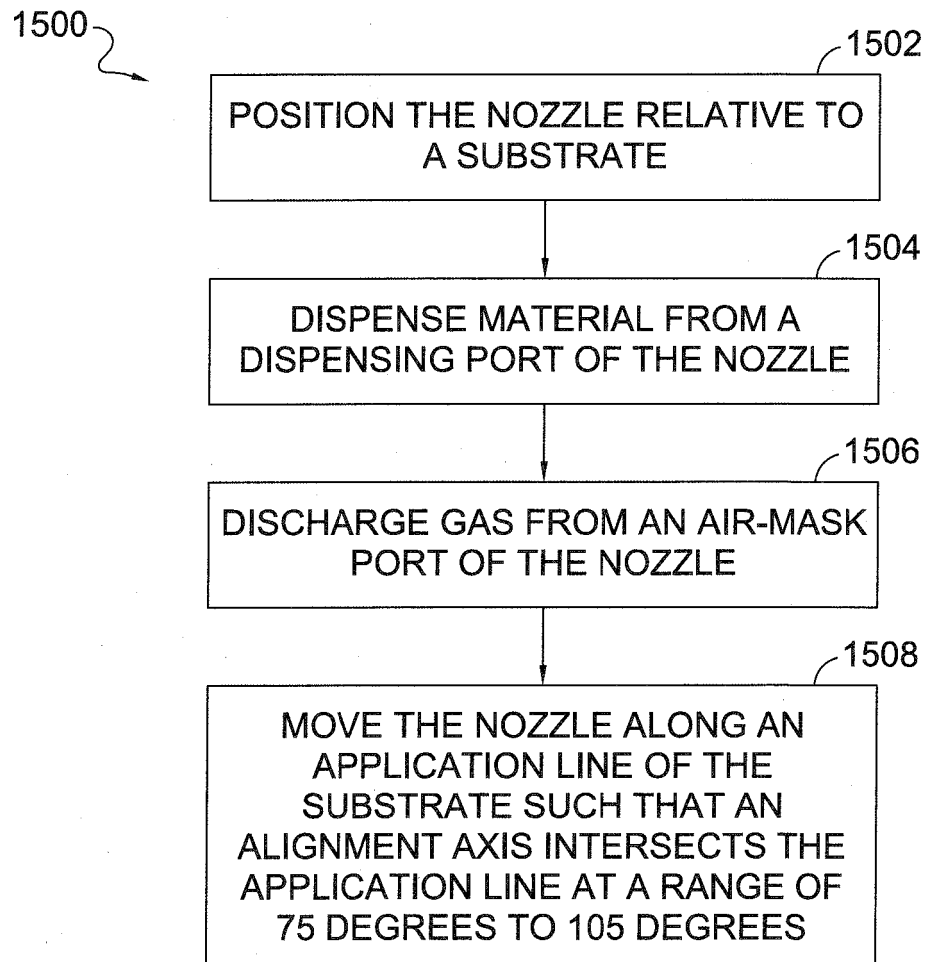 1500
1502
POSITION THE NOZZLE RELATIVE TO
A SUBSTRATE
1504
DISPENSE MATERIAL FROM A
DISPENSING PORT OF THE NOZZLE
1506
DISCHARGE GAS FROM AN AIR-MASK
PORT OF THE NOZZLE
1508
MOVE THE NOZZLE ALONG AN
APPLICATION LINE OF THE
SUBSTRATE SUCH THAT AN
ALIGNMENT AXIS INTERSECTS THE
APPLICATION LINE AT A RANGE OF
75 DEGREES TO 105 DEGREES